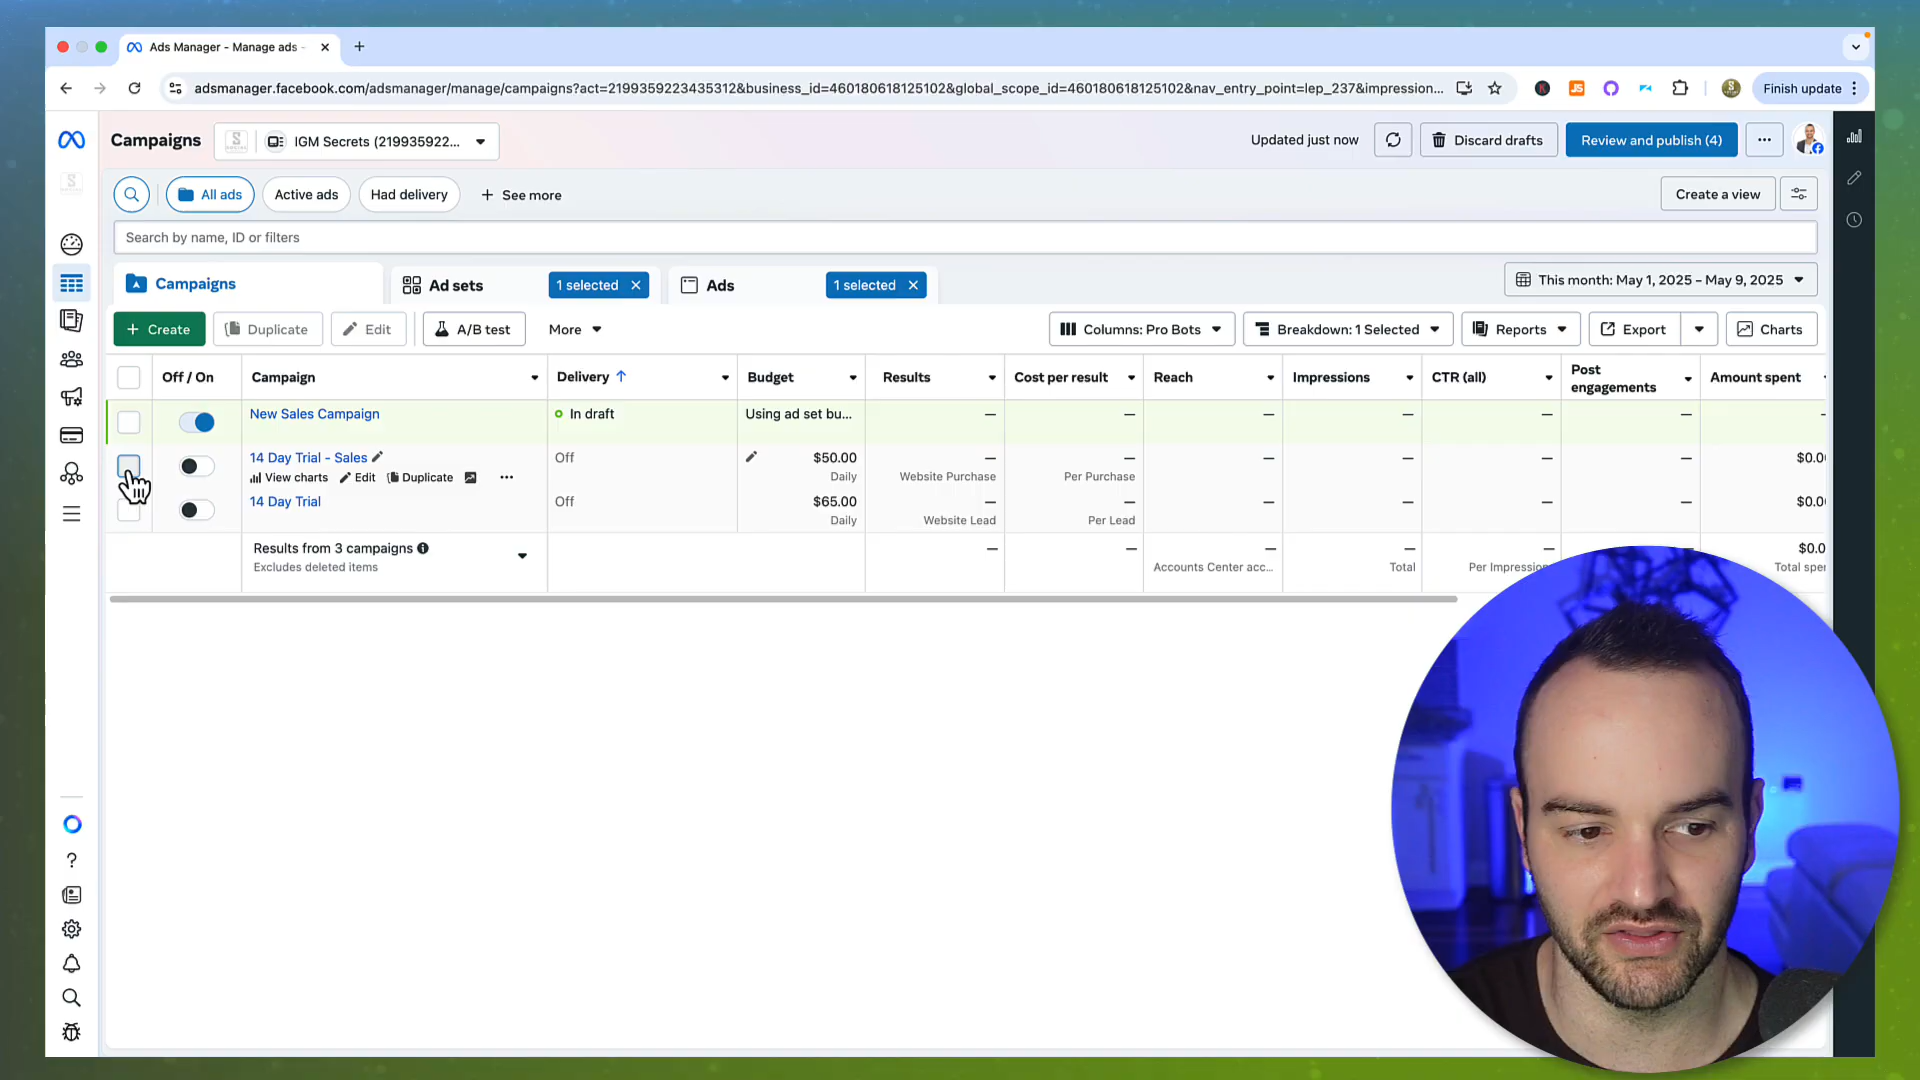 Ads Manager - Manage ads -
adsmanager.facebook.com/adsmanager/manage/campaigns?act=2199359223435312&business_id=460180618125102&global_scope_id=460180618125102&nav_entry_point=lep_237&impression...
Finish update
Campaigns
IGM Secrets (219935922...
Updated just now
Discard drafts
Review and publish (4)
All ads
Active ads
Had delivery
+ See more
Create a view
Search by name, ID or filters
Campaigns
Ad sets
1 selected
Ads
1 selected
This month: May 1, 2025 – May 9, 2025
+ Create
Duplicate
Edit
A/B test
More
Columns: Pro Bots
Breakdown: 1 Selected
Reports
Export
Charts
Off / On
Campaign
Delivery ↑
Budget
Results
Cost per result
Reach
Impressions
CTR (all)
Post engagements
Amount spent
New Sales Campaign
In draft
Using ad set bu...
—
—
—
—
—
—
14 Day Trial - Sales
View charts
Edit
Duplicate
...
Off
$50.00
Daily
—
Website Purchase
—
Per Purchase
—
—
—
—
$0.0
14 Day Trial
Off
$65.00
Daily
—
Website Lead
—
Per Lead
—
—
—
—
$0.0
Results from 3 campaigns
Excludes deleted items
—
—
—
Accounts Center acc...
—
Total
—
Per Impression
—
$0.0
Total spen